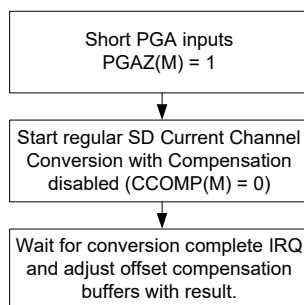 Short PGA inputs
PGAZ(M) = 1
Start regular SD Current Channel
Conversion with Compensation
disabled (CCOMP(M) = 0)
Wait for conversion complete IRQ
and adjust offset compensation
buffers with result.